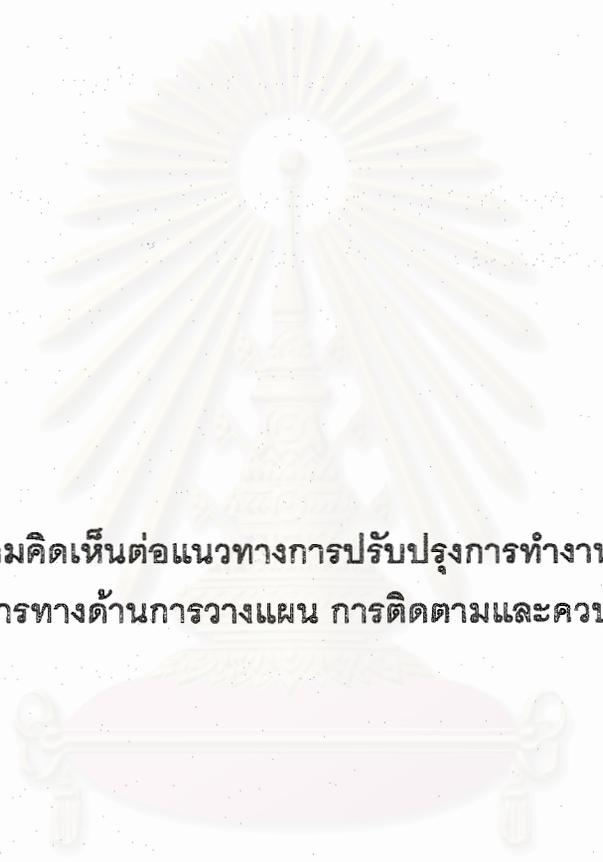 มคิดเห็นต่อแนวทางการปรับปรุงการทำงาน
รทางด้านการวางแผน การติดตามและควบ